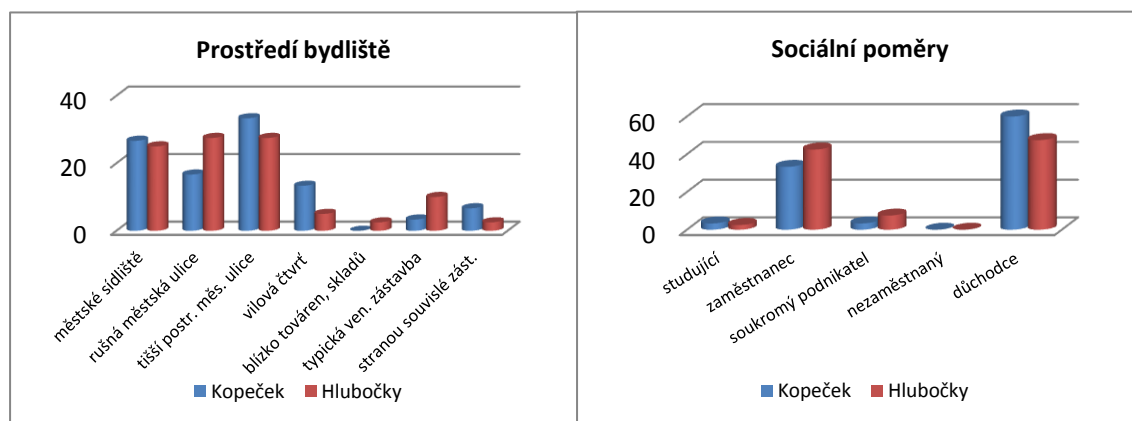 Prostředí bydliště
40
20
0
městské sídliště
rušná městská ulice
tišší postr. měs. ulice
vilová čtvrť
blízko továren, skladů
typická ven. zástavba
stranou souvislé zást.
Kopeček Hlubočky
Sociální poměry
60
40
20
0
studující
zaměstnanec
soukromý podnikatel
nezaměstnaný
důchodce
Kopeček Hlubočky